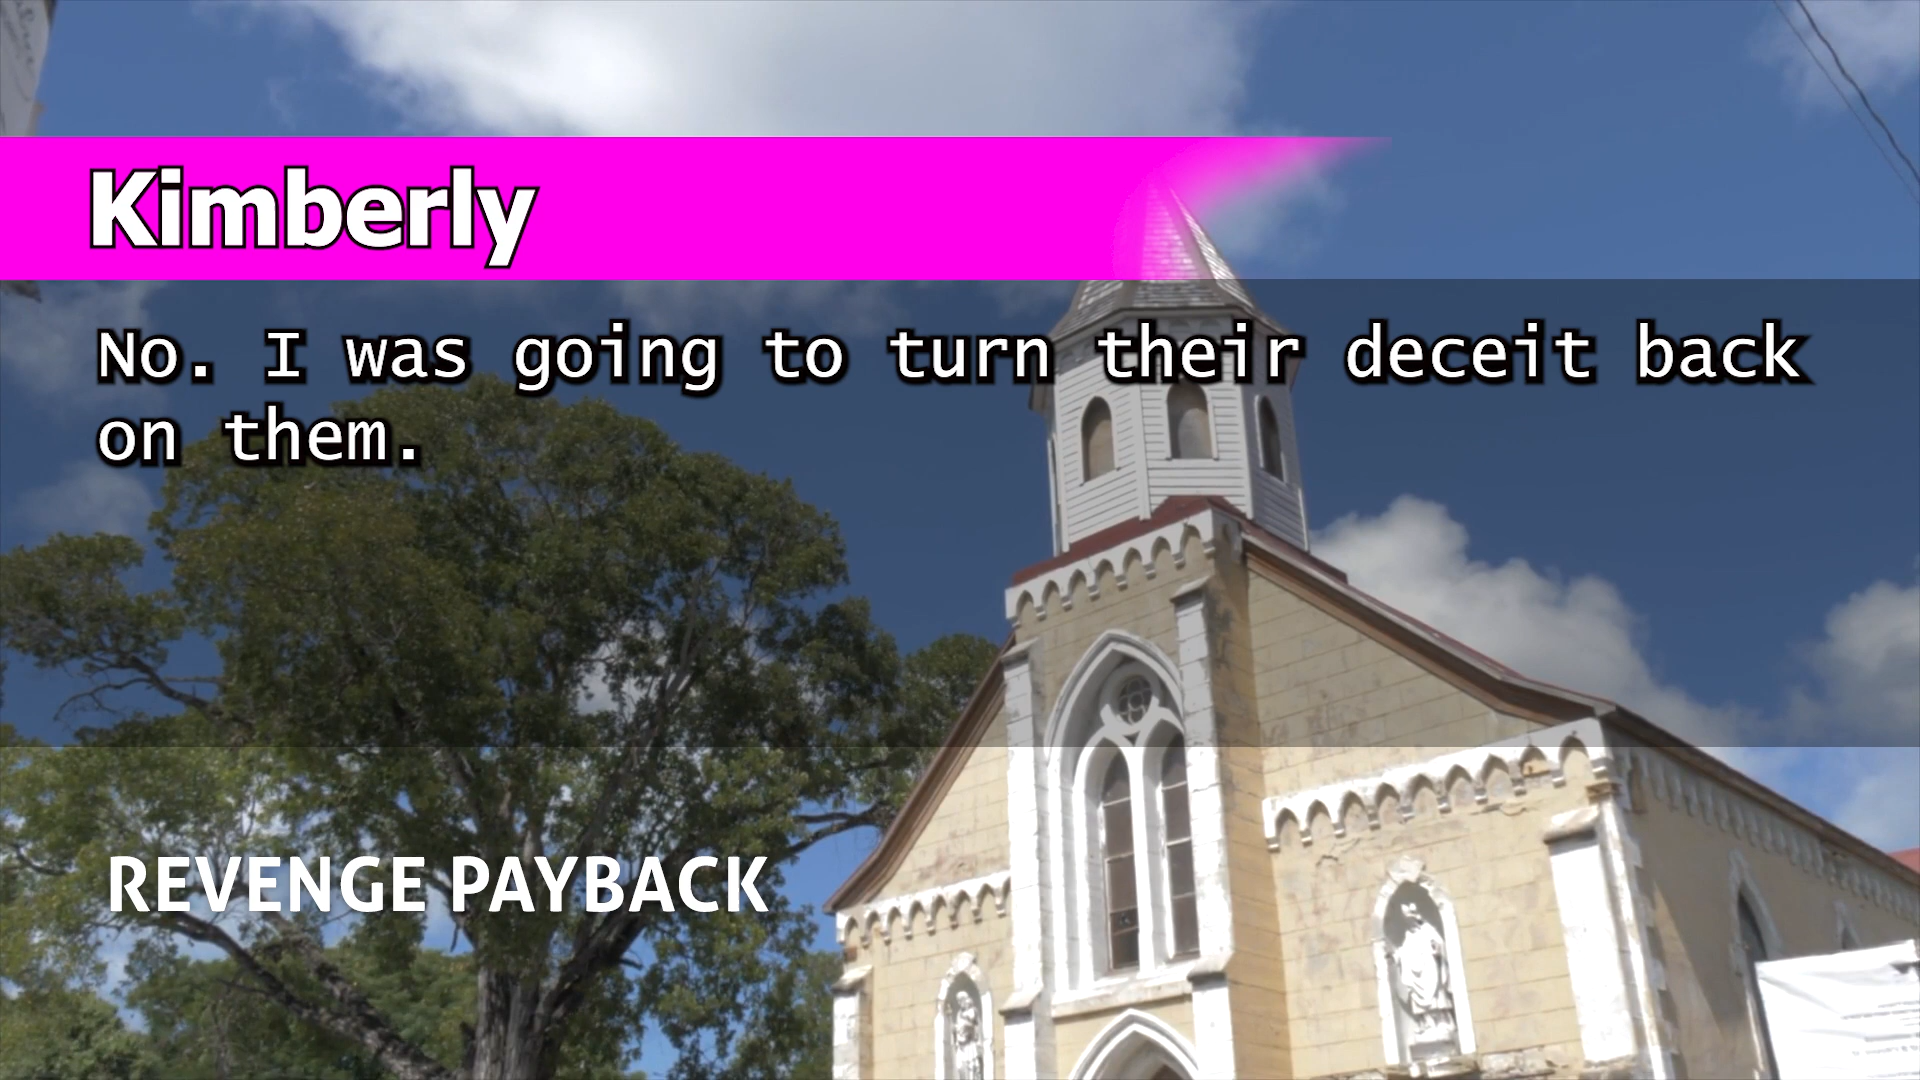 Kimberly
No. I was going to turn their deceit back
on them.
REVENGE PAYBACK